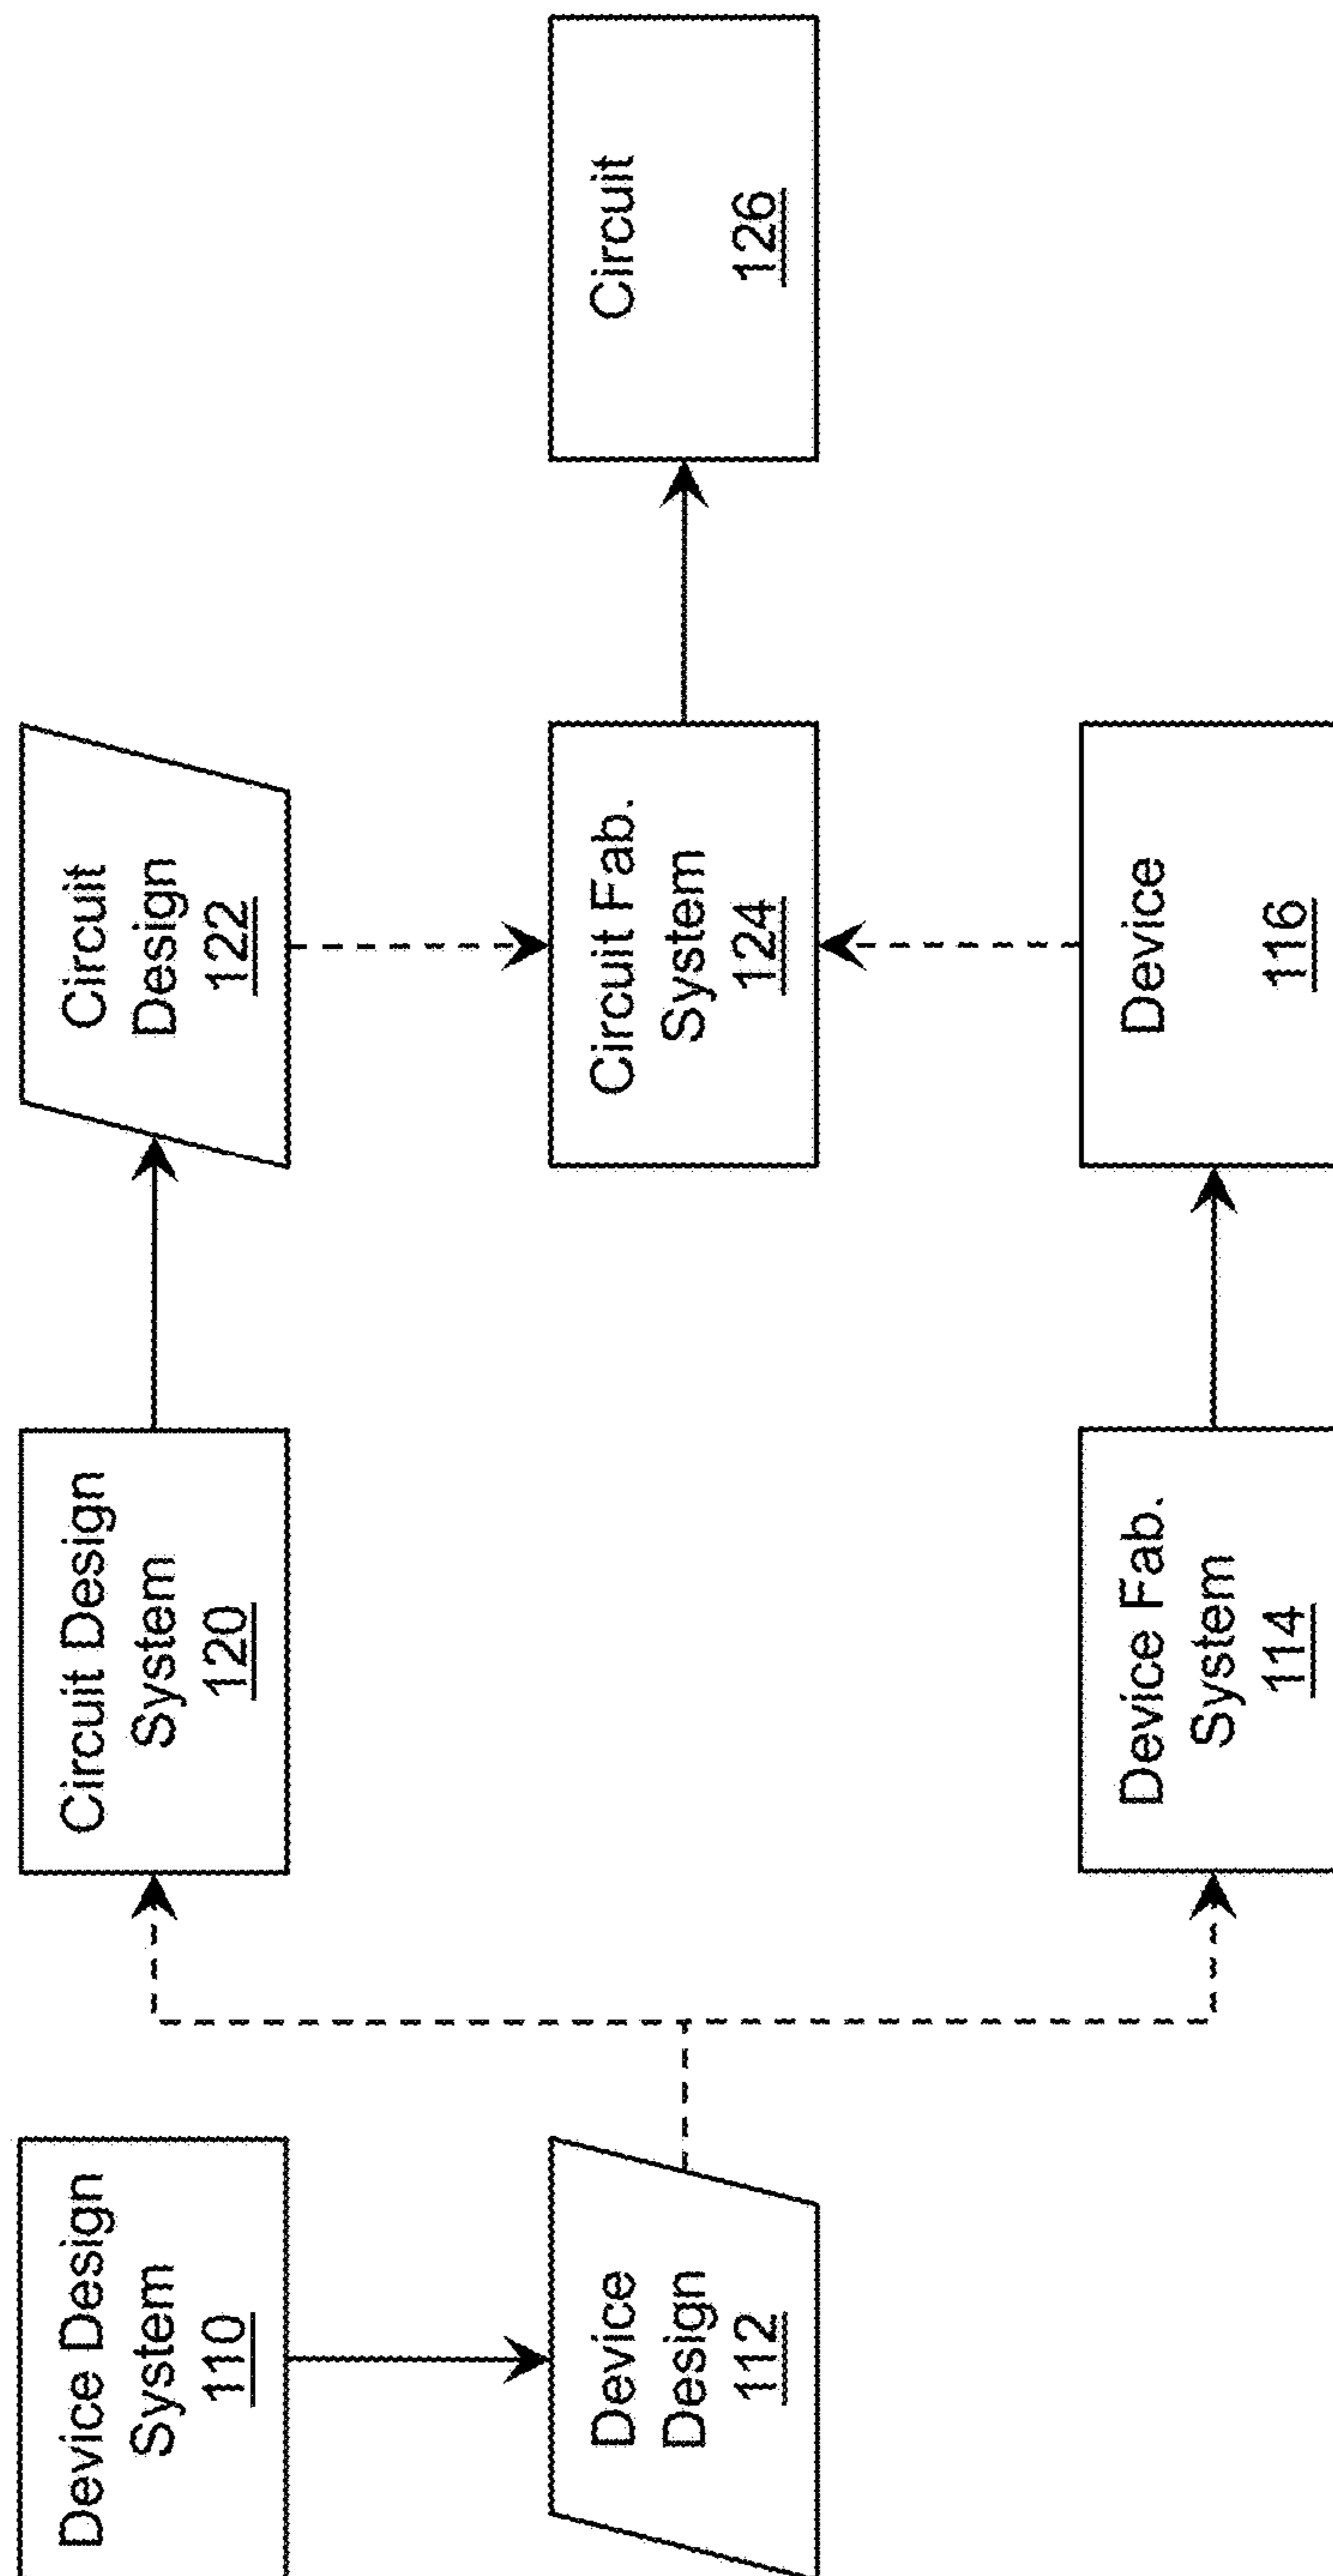 Device Design
System
110
Device
Design
112
Circuit Design
System
120
Device Fab.
System
114
Circuit
Design
122
Circuit Fab.
System
124
Device
116
Circuit
126